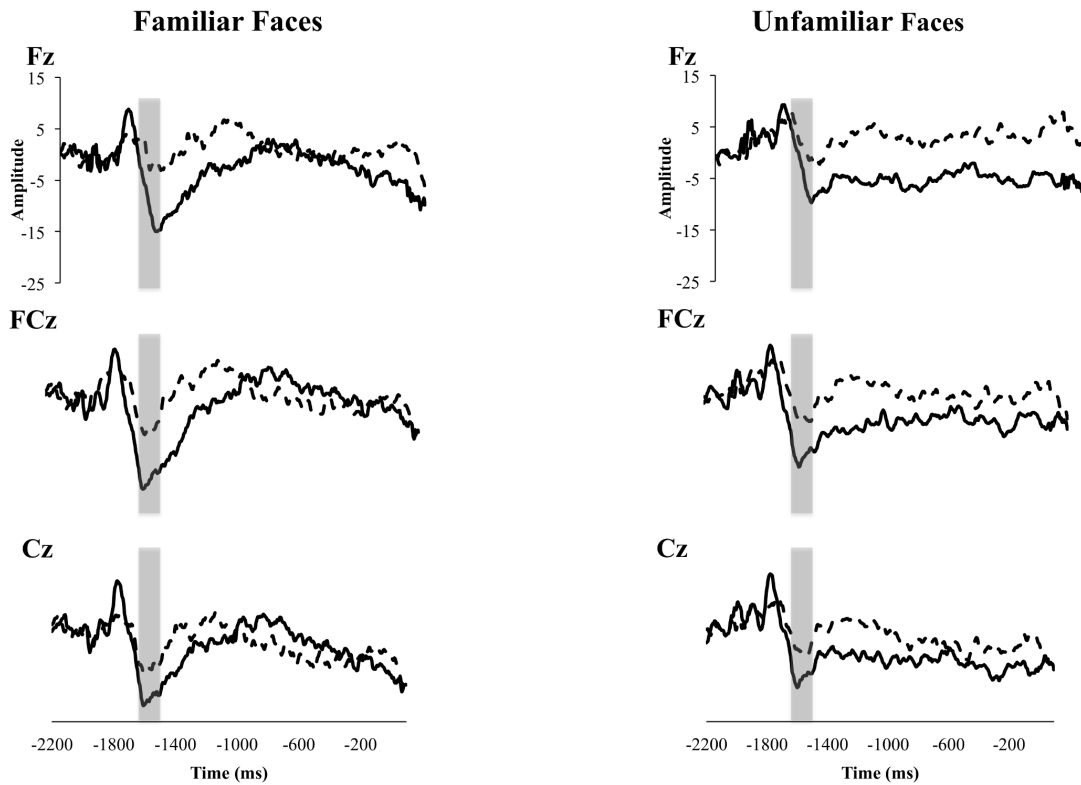 Familiar Faces
Unfamiliar Faces
Fz
15
5
-5
-15
-25
Amplitude
Fz
15
5
-5
-15
-25
Amplitude
FCz
FCz
Cz
Cz
-2200 -1800 -1400 -1000 -600 -200
Time (ms)
-2200 -1800 -1400 -1000 -600 -200
Time (ms)